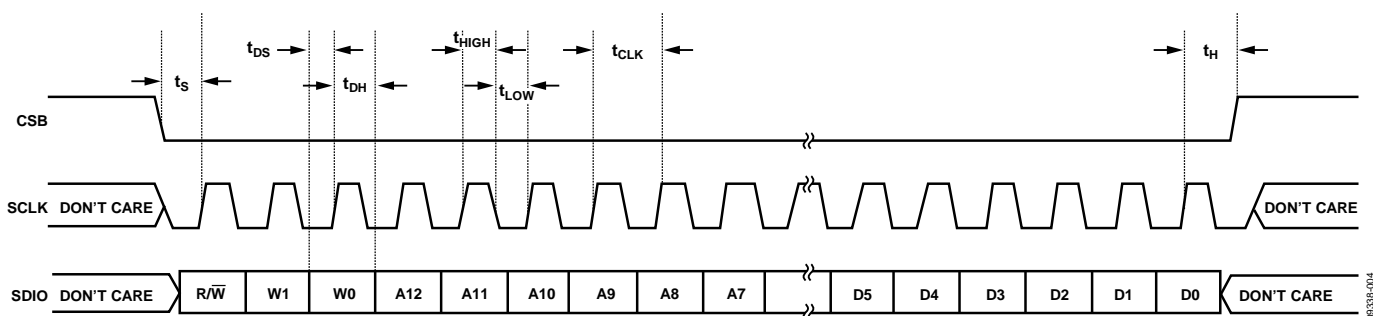 tDS
tHIGH
tCLK
tH
tS
tDH
tLOW
CSB
SCLK DON'T CARE
DON'T CARE
SDIO DON'T CARE R/W̅ W1 W0 A12 A11 A10 A9 A8 A7 D5 D4 D3 D2 D1 D0 DON'T CARE
09338-004